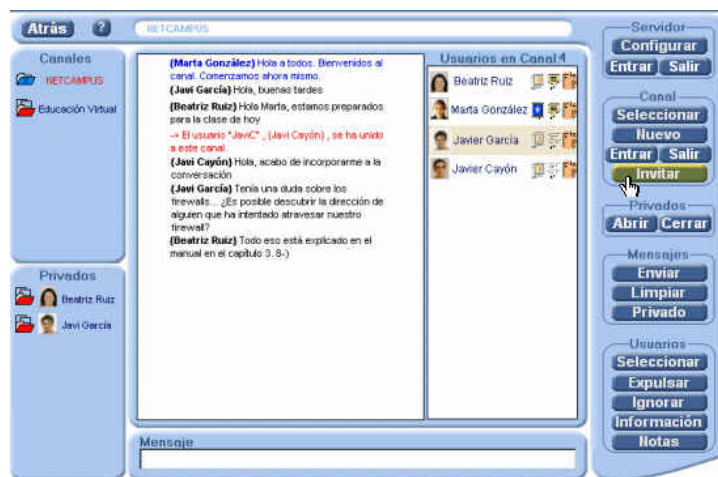 Atrás
?
NETCAMPUS
Canales
NETCAMPUS
Educación Virtual
Privados
Beatriz Ruiz
Javi García
(Marta González) Hola a todos. Bienvenidos al
canal. Comenzamos ahora mismo.
(Javi García) Hola, buenas tardes
(Beatriz Ruiz) Hola Marta, estamos preparados
para la clase de hoy
-> El usuario "JaviC" , (Javi Cayón) , se ha unido
a este canal.
(Javi Cayón) Hola, acabo de incorporarme a la
conversación
(Javi García) Tenía una duda sobre los
firewalls... ¿Es posible descubrir la dirección de
alguien que ha intentado atravesar nuestro
firewall?
(Beatriz Ruiz) Todo eso está explicado en el
manual en el capítulo 3. 8-)
Usuarios en Canal 4
Beatriz Ruiz
Marta González
Javier García
Javier Cayón
Mensaje
Servidor
Configurar
Entrar Salir
Canal
Seleccionar
Nuevo
Entrar Salir
Invitar
Privados
Abrir Cerrar
Mensajes
Enviar
Limpiar
Privado
Usuarios
Seleccionar
Expulsar
Ignorar
Información
Notas